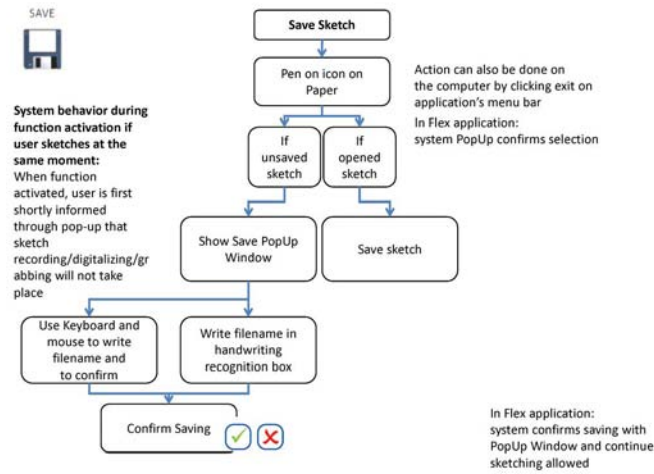 SAVE
Save Sketch
Pen on icon on
Paper
Action can also be done on
the computer by clicking exit on
application's menu bar
In Flex application:
system PopUp confirms selection
System behavior during
function activation if
user sketches at the
same moment:
When function
activated, user is first
shortly informed
through pop-up that
sketch
recording/digitalizing/gr
abbing will not take
place
If
unsaved
sketch
If
opened
sketch
Show Save PopUp
Window
Save sketch
Use Keyboard and
mouse to write
filename and
to confirm
Write filename in
handwriting
recognition box
Confirm Saving
In Flex application:
system confirms saving with
PopUp Window and continue
sketching allowed